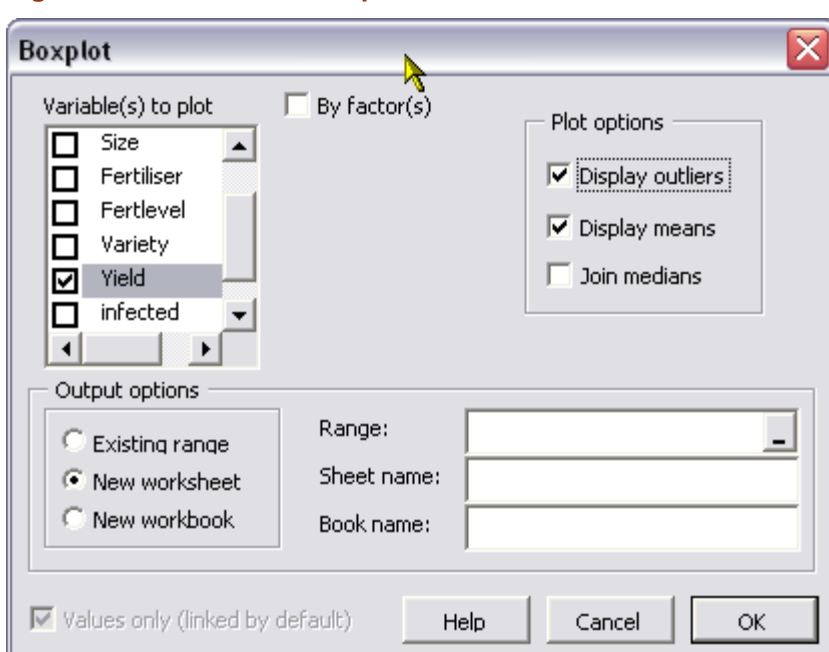 Boxplot
Variable(s) to plot
By factor(s)
Size
Fertiliser
Fertlevel
Variety
Yield
infected
Plot options
Display outliers
Display means
Join medians
Output options
Existing range
New worksheet
New workbook
Range:
Sheet name:
Book name:
Values only (linked by default)
Help
Cancel
OK